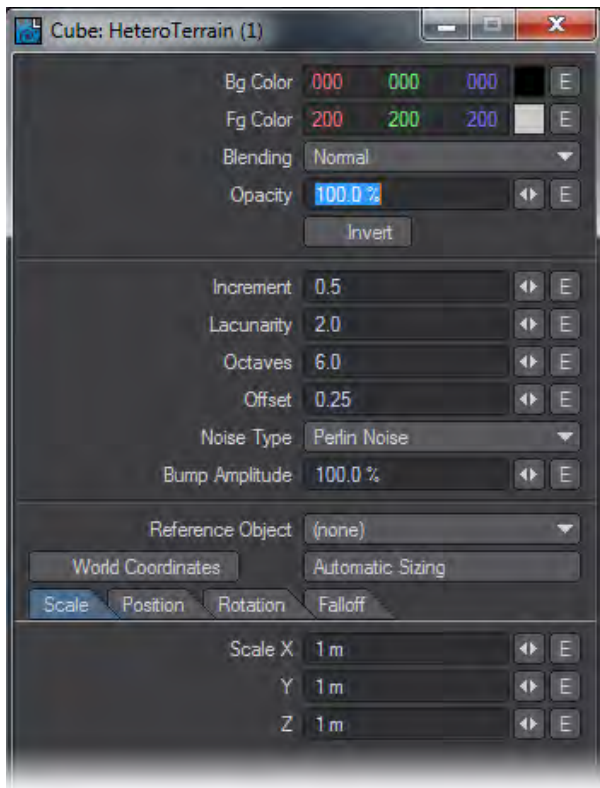 Cube: HeteroTerrain (1)
Bg Color 000 000 000 E
Fg Color 200 200 200 E
Blending Normal
Opacity 100.0 % E
Invert
Increment 0.5 E
Lacunarity 2.0 E
Octaves 6.0 E
Offset 0.25 E
Noise Type Perlin Noise
Bump Amplitude 100.0 % E
Reference Object (none)
World Coordinates Automatic Sizing
Scale Position Rotation Falloff
Scale X 1 m E
Y 1 m E
Z 1 m E